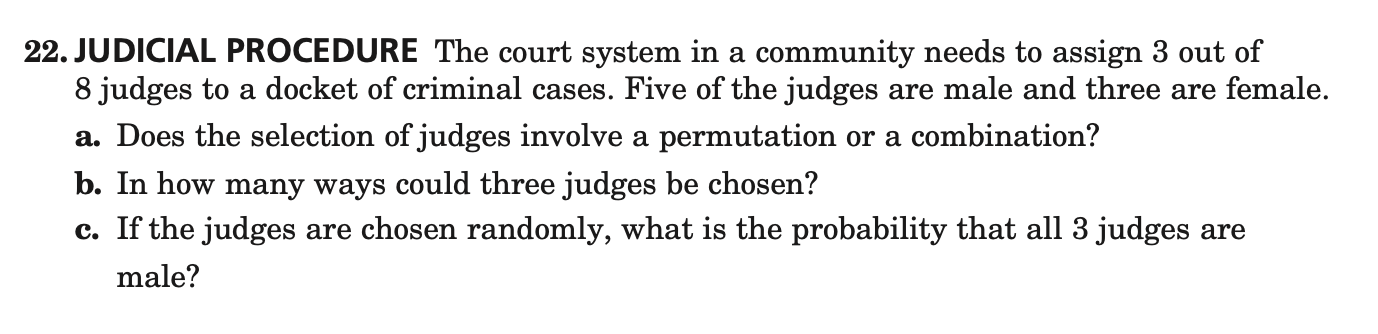 22. JUDICIAL PROCEDURE The court system in a community needs to assign 3 out of
8 judges to a docket of criminal cases. Five of the judges are male and three are female.
a. Does the selection of judges involve a permutation or a combination?
b. In how many ways could three judges be chosen?
c. If the judges are chosen randomly, what is the probability that all 3 judges are
male?